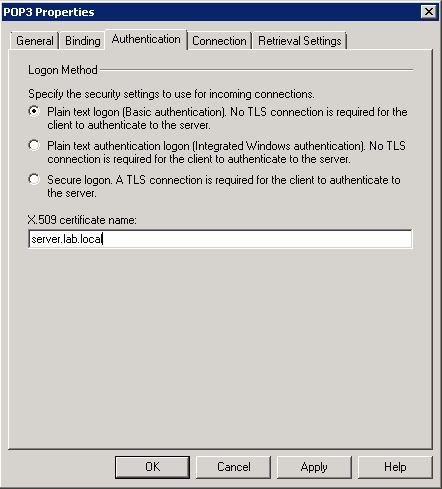 POP3 Properties
General Binding Authentication Connection Retrieval Settings
Logon Method
Specify the security settings to use for incoming connections.
Plain text logon (Basic authentication). No TLS connection is required for the
client to authenticate to the server.
Plain text authentication logon (Integrated Windows authentication). No TLS
connection is required for the client to authenticate to the server.
Secure logon. A TLS connection is required for the client to authenticate to
the server.
X.509 certificate name:
server.lab.local
OK Cancel Apply Help